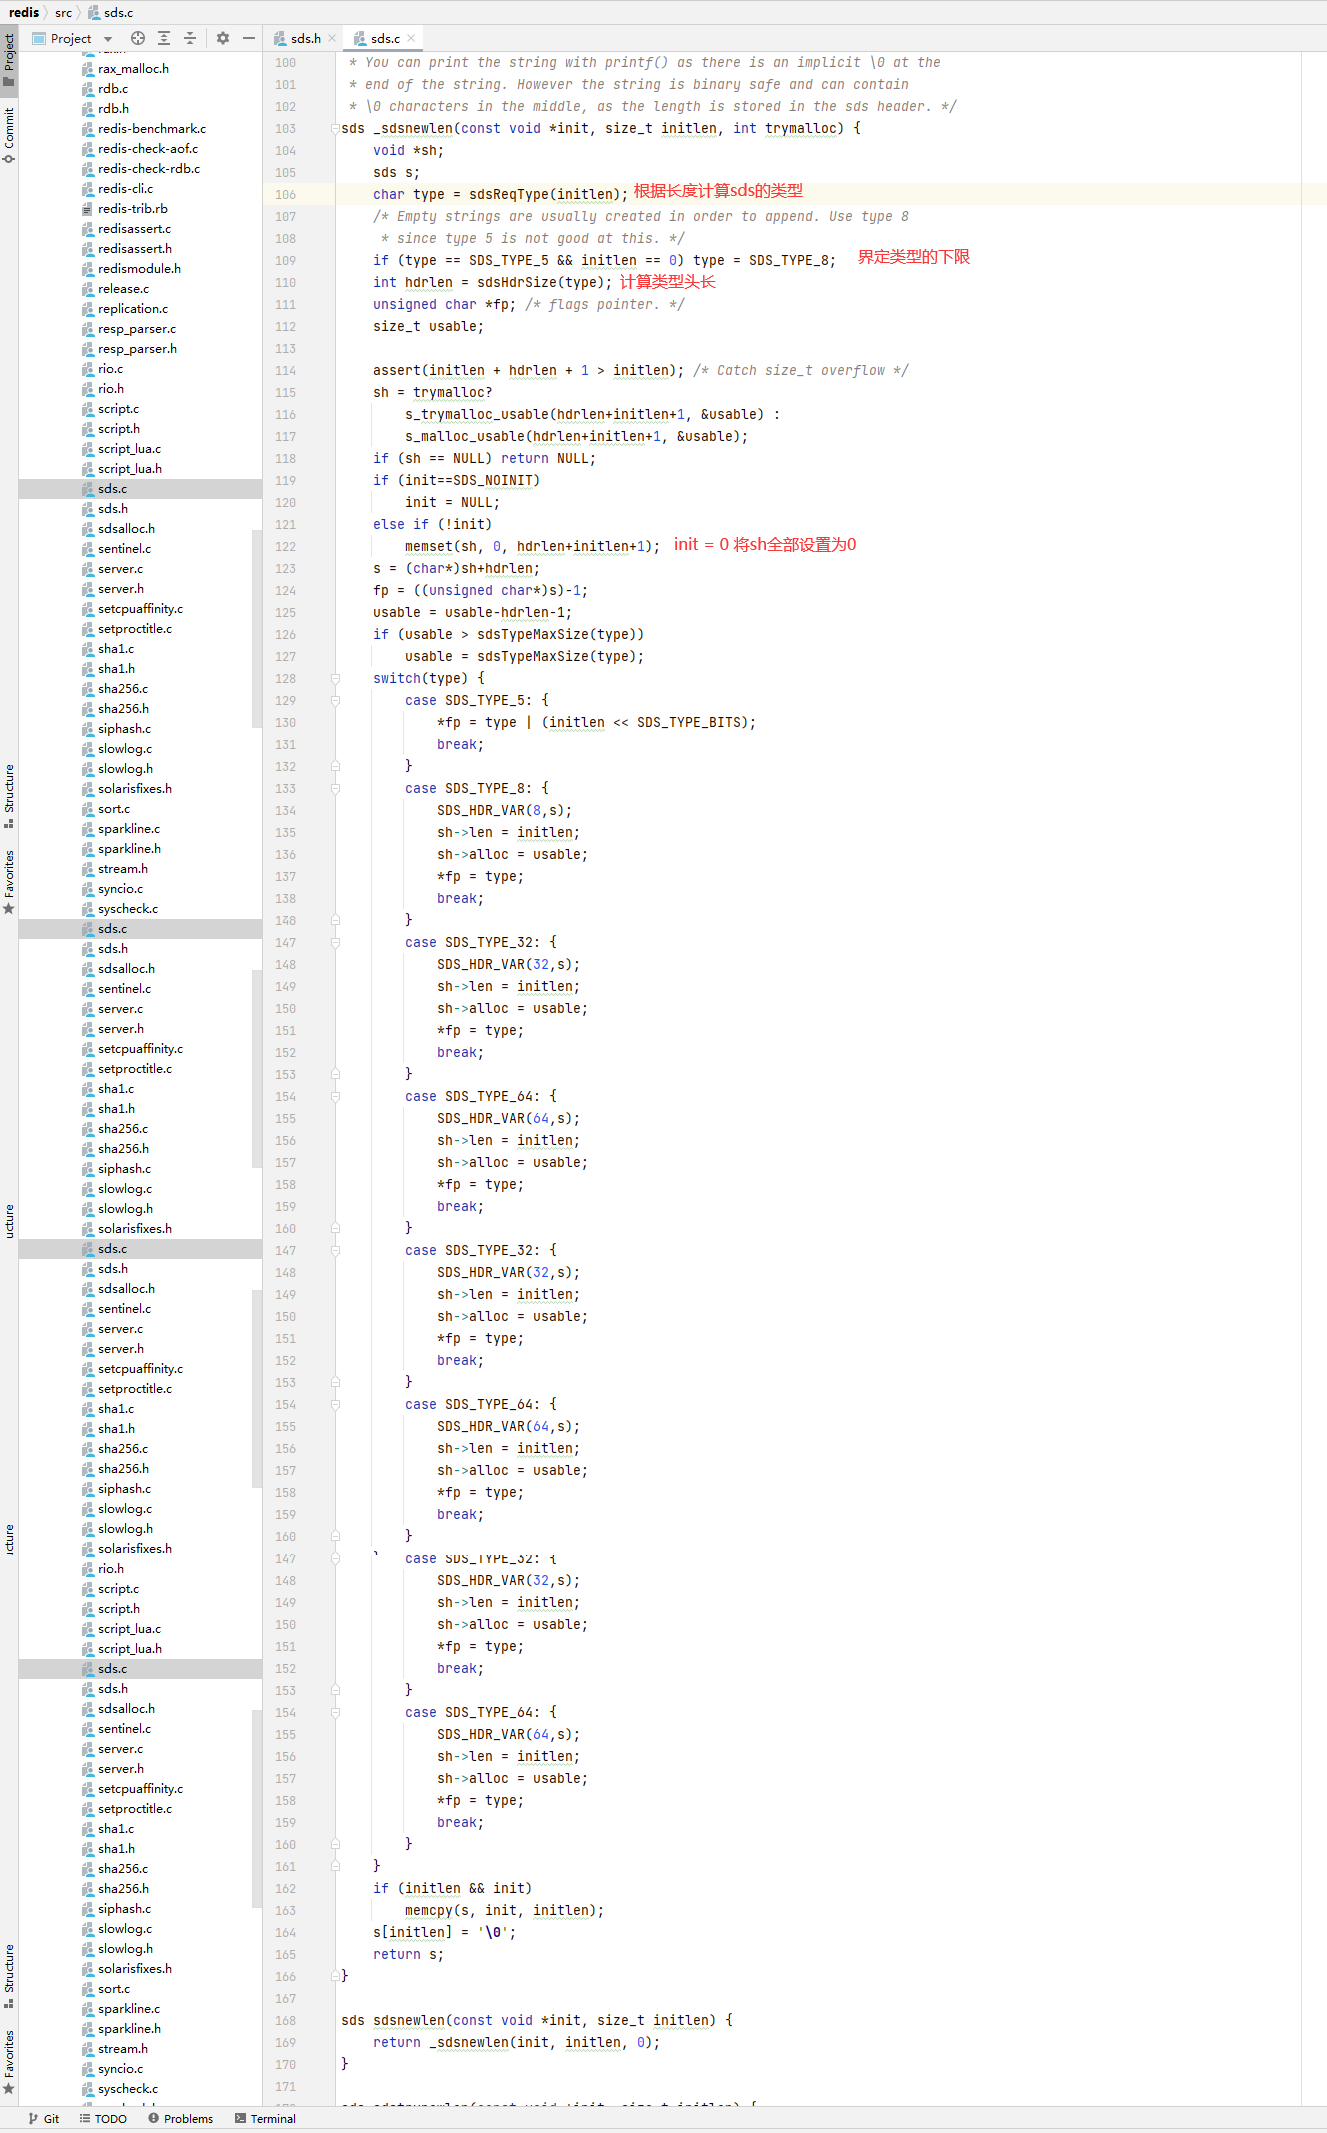 redis
src
sds.c
Project
sds.h
sds.c
Project
Commit
Structure
Favorites
ucture
Structure
Favorites
rax_malloc.h
rdb.c
rdb.h
redis-benchmark.c
redis-check-aof.c
redis-check-rdb.c
redis-cli.c
redis-trib.rb
redisassert.c
redisassert.h
redismodule.h
release.c
replication.c
resp_parser.c
resp_parser.h
rio.c
rio.h
script.c
script.h
script_lua.c
script_lua.h
sds.c
sds.h
sdsalloc.h
sentinel.c
server.c
server.h
setcpuaffinity.c
setproctitle.c
sha1.c
sha1.h
sha256.c
sha256.h
siphash.c
slowlog.c
slowlog.h
solarisfixes.h
sort.c
sparkline.c
sparkline.h
stream.h
syncio.c
syscheck.c
sds.c
sds.h
sdsalloc.h
sentinel.c
server.c
server.h
setcpuaffinity.c
setproctitle.c
sha1.c
sha1.h
sha256.c
sha256.h
siphash.c
slowlog.c
slowlog.h
solarisfixes.h
sds.c
sds.h
sdsalloc.h
sentinel.c
server.c
server.h
setcpuaffinity.c
setproctitle.c
sha1.c
sha1.h
sha256.c
sha256.h
siphash.c
slowlog.c
slowlog.h
solarisfixes.h
rio.h
script.c
script.h
script_lua.c
script_lua.h
sds.c
sds.h
sdsalloc.h
sentinel.c
server.c
server.h
setcpuaffinity.c
setproctitle.c
sha1.c
sha1.h
sha256.c
sha256.h
siphash.c
slowlog.c
slowlog.h
solarisfixes.h
sort.c
sparkline.c
sparkline.h
stream.h
syncio.c
syscheck.c
100 * You can print the string with printf() as there is an implicit \0 at the
101 * end of the string. However the string is binary safe and can contain
102 * \0 characters in the middle, as the length is stored in the sds header. */
103 sds _sdsnewlen(const void *init, size_t initlen, int trymalloc) {
104 void *sh;
105 sds s;
106 char type = sdsReqType(initlen); 根据长度计算sds的类型
107 /* Empty strings are usually created in order to append. Use type 8
108 * since type 5 is not good at this. */
109 if (type == SDS_TYPE_5 && initlen == 0) type = SDS_TYPE_8; 界定类型的下限
110 int hdrlen = sdsHdrSize(type); 计算类型头长
111 unsigned char *fp; /* flags pointer. */
112 size_t usable;
113
114 assert(initlen + hdrlen + 1 > initlen); /* Catch size_t overflow */
115 sh = trymalloc?
116 s_trymalloc_usable(hdrlen+initlen+1, &usable) :
117 s_malloc_usable(hdrlen+initlen+1, &usable);
118 if (sh == NULL) return NULL;
119 if (init==SDS_NOINIT)
120 init = NULL;
121 else if (!init)
122 memset(sh, 0, hdrlen+initlen+1); init = 0 将sh全部设置为0
123 s = (char*)sh+hdrlen;
124 fp = ((unsigned char*)s)-1;
125 usable = usable-hdrlen-1;
126 if (usable > sdsTypeMaxSize(type))
127 usable = sdsTypeMaxSize(type);
128 switch(type) {
129 case SDS_TYPE_5: {
130 *fp = type | (initlen << SDS_TYPE_BITS);
131 break;
132 }
133 case SDS_TYPE_8: {
134 SDS_HDR_VAR(8,s);
135 sh->len = initlen;
136 sh->alloc = usable;
137 *fp = type;
138 break;
148 }
147 case SDS_TYPE_32: {
148 SDS_HDR_VAR(32,s);
149 sh->len = initlen;
150 sh->alloc = usable;
151 *fp = type;
152 break;
153 }
154 case SDS_TYPE_64: {
155 SDS_HDR_VAR(64,s);
156 sh->len = initlen;
157 sh->alloc = usable;
158 *fp = type;
159 break;
160 }
147 case SDS_TYPE_32: {
148 SDS_HDR_VAR(32,s);
149 sh->len = initlen;
150 sh->alloc = usable;
151 *fp = type;
152 break;
153 }
154 case SDS_TYPE_64: {
155 SDS_HDR_VAR(64,s);
156 sh->len = initlen;
157 sh->alloc = usable;
158 *fp = type;
159 break;
160 }
147 case SDS_TYPE_32: {
148 SDS_HDR_VAR(32,s);
149 sh->len = initlen;
150 sh->alloc = usable;
151 *fp = type;
152 break;
153 }
154 case SDS_TYPE_64: {
155 SDS_HDR_VAR(64,s);
156 sh->len = initlen;
157 sh->alloc = usable;
158 *fp = type;
159 break;
160 }
161 }
162 if (initlen && init)
163 memcpy(s, init, initlen);
164 s[initlen] = '\0';
165 return s;
166 }
167
168 sds sdsnewlen(const void *init, size_t initlen) {
169 return _sdsnewlen(init, initlen, 0);
170 }
171
Git
TODO
Problems
Terminal